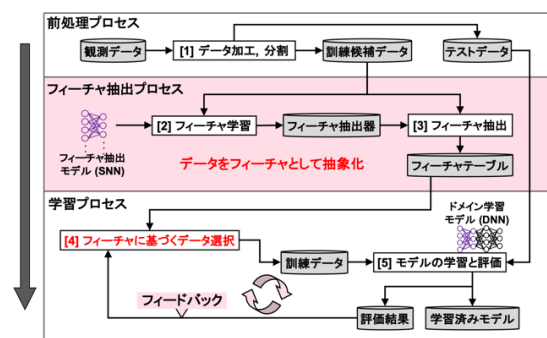 前処理プロセス
観測データ
[1] データ加工, 分割
訓練候補データ
テストデータ
フィーチャ抽出プロセス
[2] フィーチャ学習
フィーチャ抽出器
[3] フィーチャ抽出
フィーチャ抽出
モデル (SNN)
データをフィーチャとして抽象化
フィーチャテーブル
学習プロセス
ドメイン学習
モデル (DNN)
[4] フィーチャに基づくデータ選択
訓練データ
[5] モデルの学習と評価
フィードバック
評価結果
学習済みモデル